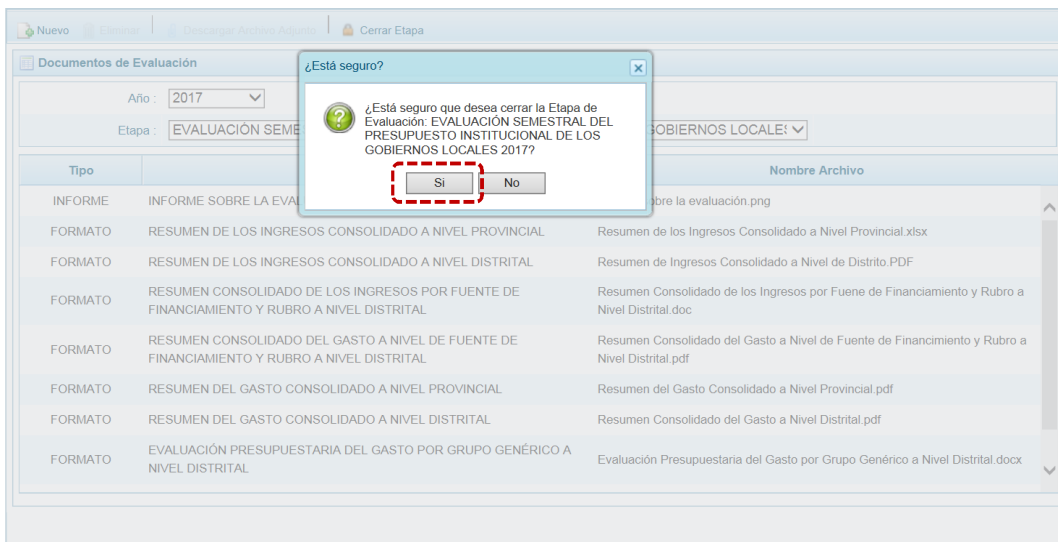 Nuevo Eliminar Descargar Archivo Adjunto Cerrar Etapa
Documentos de Evaluación
¿Está seguro?
Año : 2017
¿Está seguro que desea cerrar la Etapa de
Evaluación: EVALUACIÓN SEMESTRAL DEL
PRESUPUESTO INSTITUCIONAL DE LOS
GOBIERNOS LOCALES 2017?
Etapa : EVALUACIÓN SEME GOBIERNOS LOCALES
Si No
Tipo Nombre Archivo
INFORME INFORME SOBRE LA EVAL obre la evaluación.png
FORMATO RESUMEN DE LOS INGRESOS CONSOLIDADO A NIVEL PROVINCIAL Resumen de los Ingresos Consolidado a Nivel Provincial.xlsx
FORMATO RESUMEN DE LOS INGRESOS CONSOLIDADO A NIVEL DISTRITAL Resumen de Ingresos Consolidado a Nivel de Distrito.PDF
FORMATO RESUMEN CONSOLIDADO DE LOS INGRESOS POR FUENTE DE
FINANCIAMIENTO Y RUBRO A NIVEL DISTRITAL
Resumen Consolidado de los Ingresos por Fuene de Financiamiento y Rubro a
Nivel Distrital.doc
FORMATO RESUMEN CONSOLIDADO DEL GASTO A NIVEL DE FUENTE DE
FINANCIAMIENTO Y RUBRO A NIVEL DISTRITAL
Resumen Consolidado del Gasto a Nivel de Fuente de Financimiento y Rubro a
Nivel Distrital.pdf
FORMATO RESUMEN DEL GASTO CONSOLIDADO A NIVEL PROVINCIAL Resumen del Gasto Consolidado a Nivel Provincial.pdf
FORMATO RESUMEN DEL GASTO CONSOLIDADO A NIVEL DISTRITAL Resumen Consolidado del Gasto a Nivel Distrital.pdf
FORMATO EVALUACIÓN PRESUPUESTARIA DEL GASTO POR GRUPO GENÉRICO A
NIVEL DISTRITAL
Evaluación Presupuestaria del Gasto por Grupo Genérico a Nivel Distrital.docx